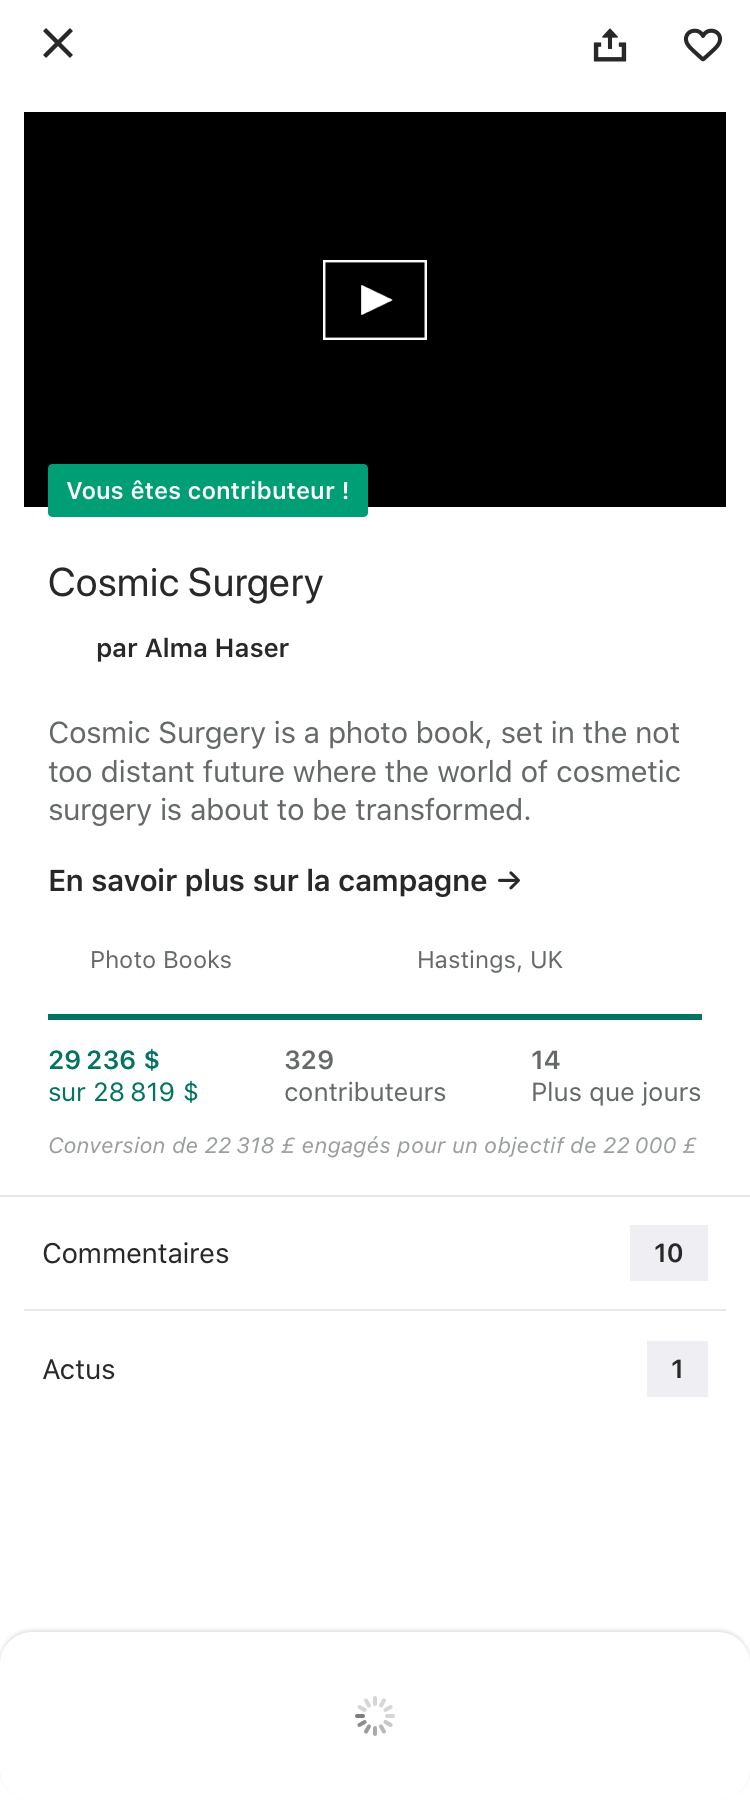 Vous êtes contributeur !
Cosmic Surgery
par Alma Haser
Cosmic Surgery is a photo book, set in the not
too distant future where the world of cosmetic
surgery is about to be transformed.
En savoir plus sur la campagne →
Photo Books
Hastings, UK
29 236 $
sur 28 819 $
329
contributeurs
14
Plus que jours
Conversion de 22 318 £ engagés pour un objectif de 22 000 £
Commentaires
10
Actus
1